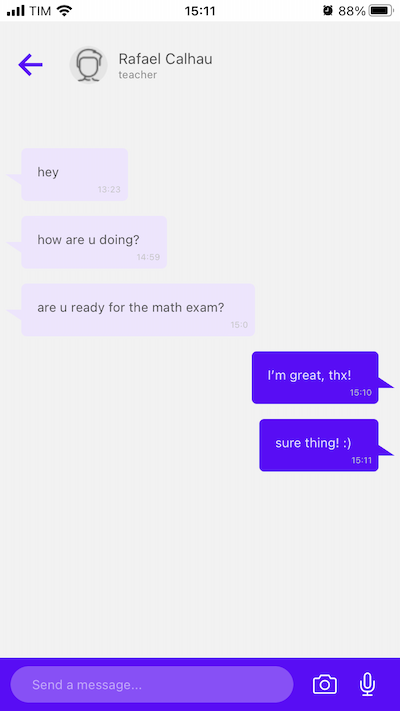 TIM 15:11 88%
Rafael Calhau
teacher
hey
13:23
how are u doing?
14:59
are u ready for the math exam?
15:0
I'm great, thx!
15:10
sure thing! :)
15:11
Send a message...